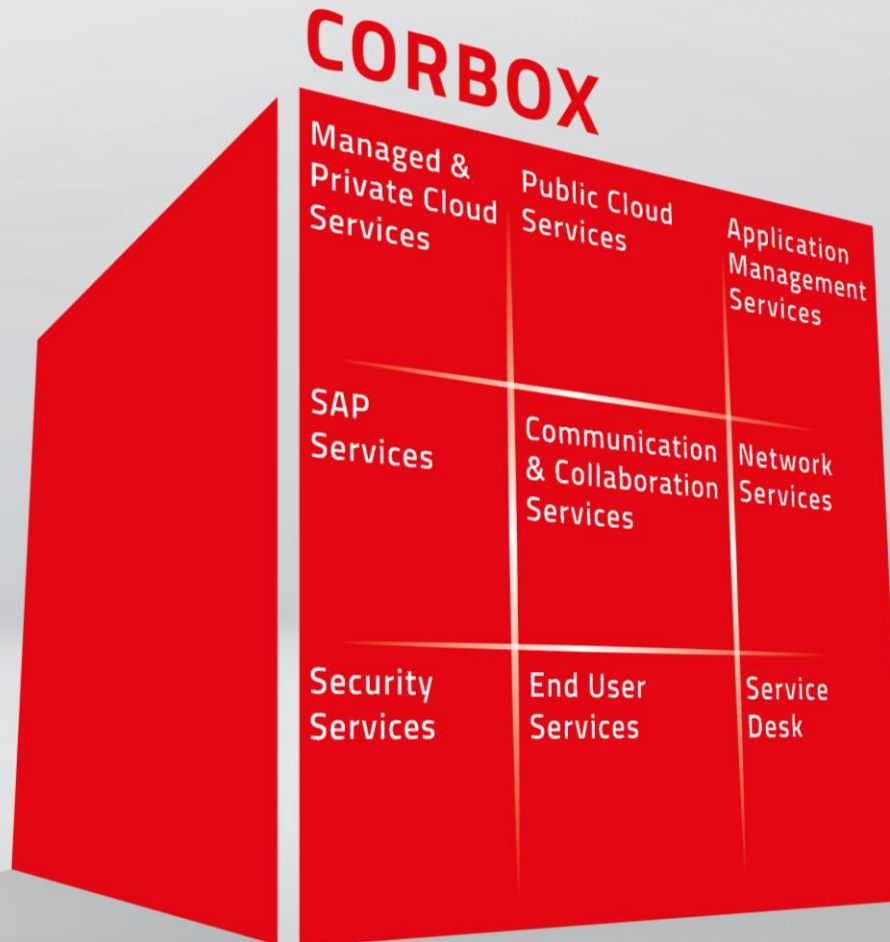 CORBOX
Managed &
Private Cloud
Services
Public Cloud
Services
Application
Management
Services
SAP
Services
Communication
& Collaboration
Services
Network
Services
Security
Services
End User
Services
Service
Desk